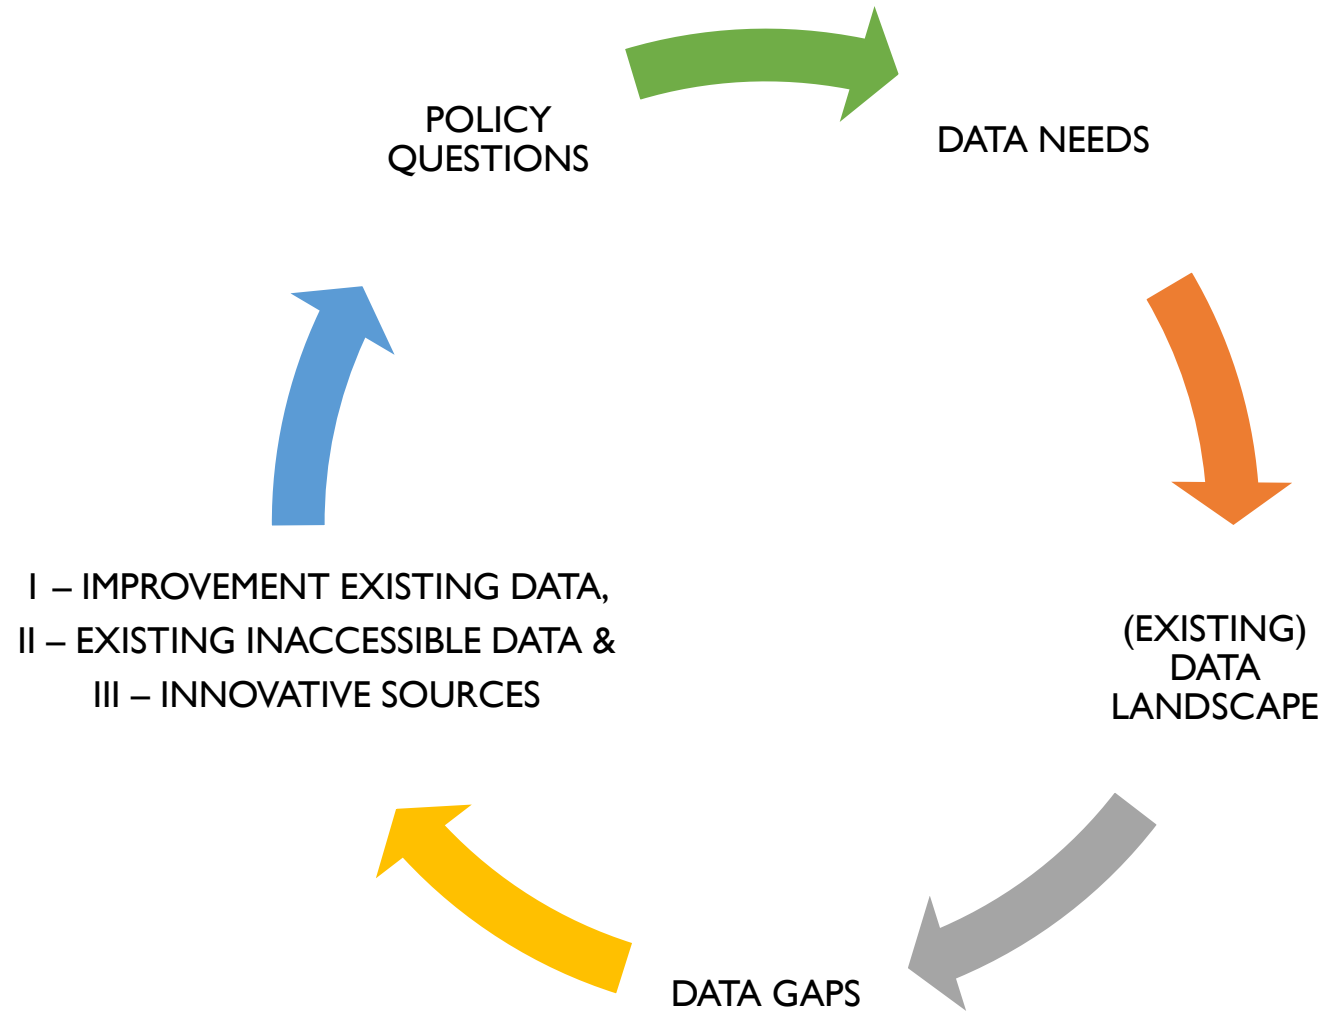 POLICY
QUESTIONS
DATA NEEDS
(EXISTING)
DATA
LANDSCAPE
DATA GAPS
I – IMPROVEMENT EXISTING DATA,
II – EXISTING INACCESSIBLE DATA &
III – INNOVATIVE SOURCES